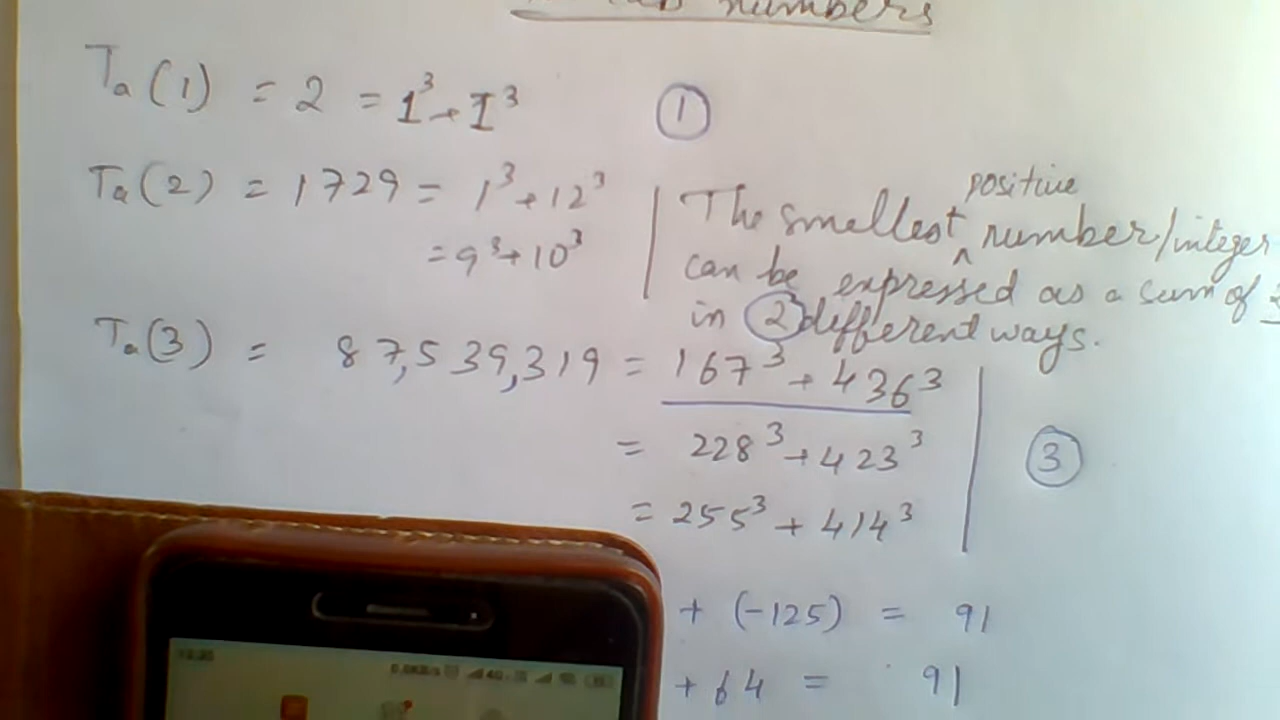 numbers
Ta(1) = 2 = 1³+1³ ①
Ta(2) = 1729 = 1³+12³
= 9³+10³
The smallest positive number/integer
can be expressed as a sum of
in ② different ways.
Ta(3) = 87,539,319 = 167³+436³
= 228³+423³ ③
= 255³+414³
+ (-125) = 91
+ 64 = 91